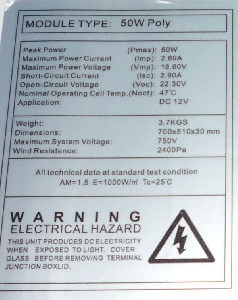 MODULE TYPE: 50W Poly
Peak Power (Pmax): 50W
Maximum Power Current (Imp): 2.69A
Maximum Power Voltage (Vmp): 18.60V
Short-Circuit Current (Isc): 2.90A
Open-Circuit Voltage (Voc): 22.30V
Nominal Operating Cell Temp.(Noct): 47°C
Application: DC 12V
Weight: 3.7KGS
Dimensions: 700x510x30 mm
Maximum System Voltage: 750V
Wind Resistance: 2400Pa
All technical data at standard test condition
AM=1.5 E=1000W/㎡ Tc=25°C
WARNING
ELECTRICAL HAZARD
THIS UNIT PRODUCES DC ELECTRICITY
WHEN EXPOSED TO LIGHT. COVER
GLASS BEFORE REMOVING TERMINAL
JUNCTION BOX LID.